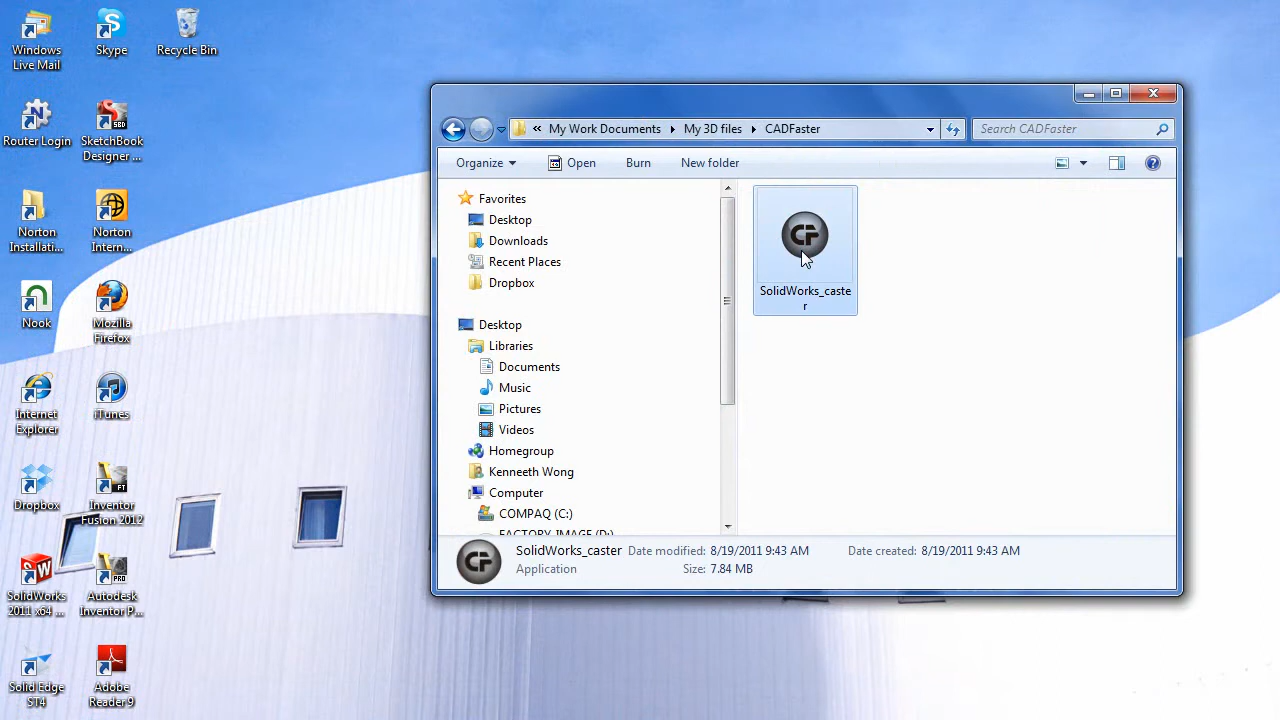 Windows
Live Mail
Skype
Recycle Bin
Router Login
SketchBook
Designer ...
Norton
Installati...
Norton
Intern...
Nook
Mozilla
Firefox
Internet
Explorer
iTunes
Dropbox
Inventor
Fusion 2012
SolidWorks
2011 x64 ...
Autodesk
Inventor P...
Solid Edge
ST4
Adobe
Reader 9
« My Work Documents My 3D files CADFaster
Search CADFaster
Organize Open Burn New folder
Favorites
Desktop
Downloads
Recent Places
Dropbox
Desktop
Libraries
Documents
Music
Pictures
Videos
Homegroup
Kenneeth Wong
Computer
COMPAQ (C:)
FACTORY_IMAGE (D:)
CF
SolidWorks_caste
r
CF
SolidWorks_caster Date modified: 8/19/2011 9:43 AM Date created: 8/19/2011 9:43 AM
Application Size: 7.84 MB